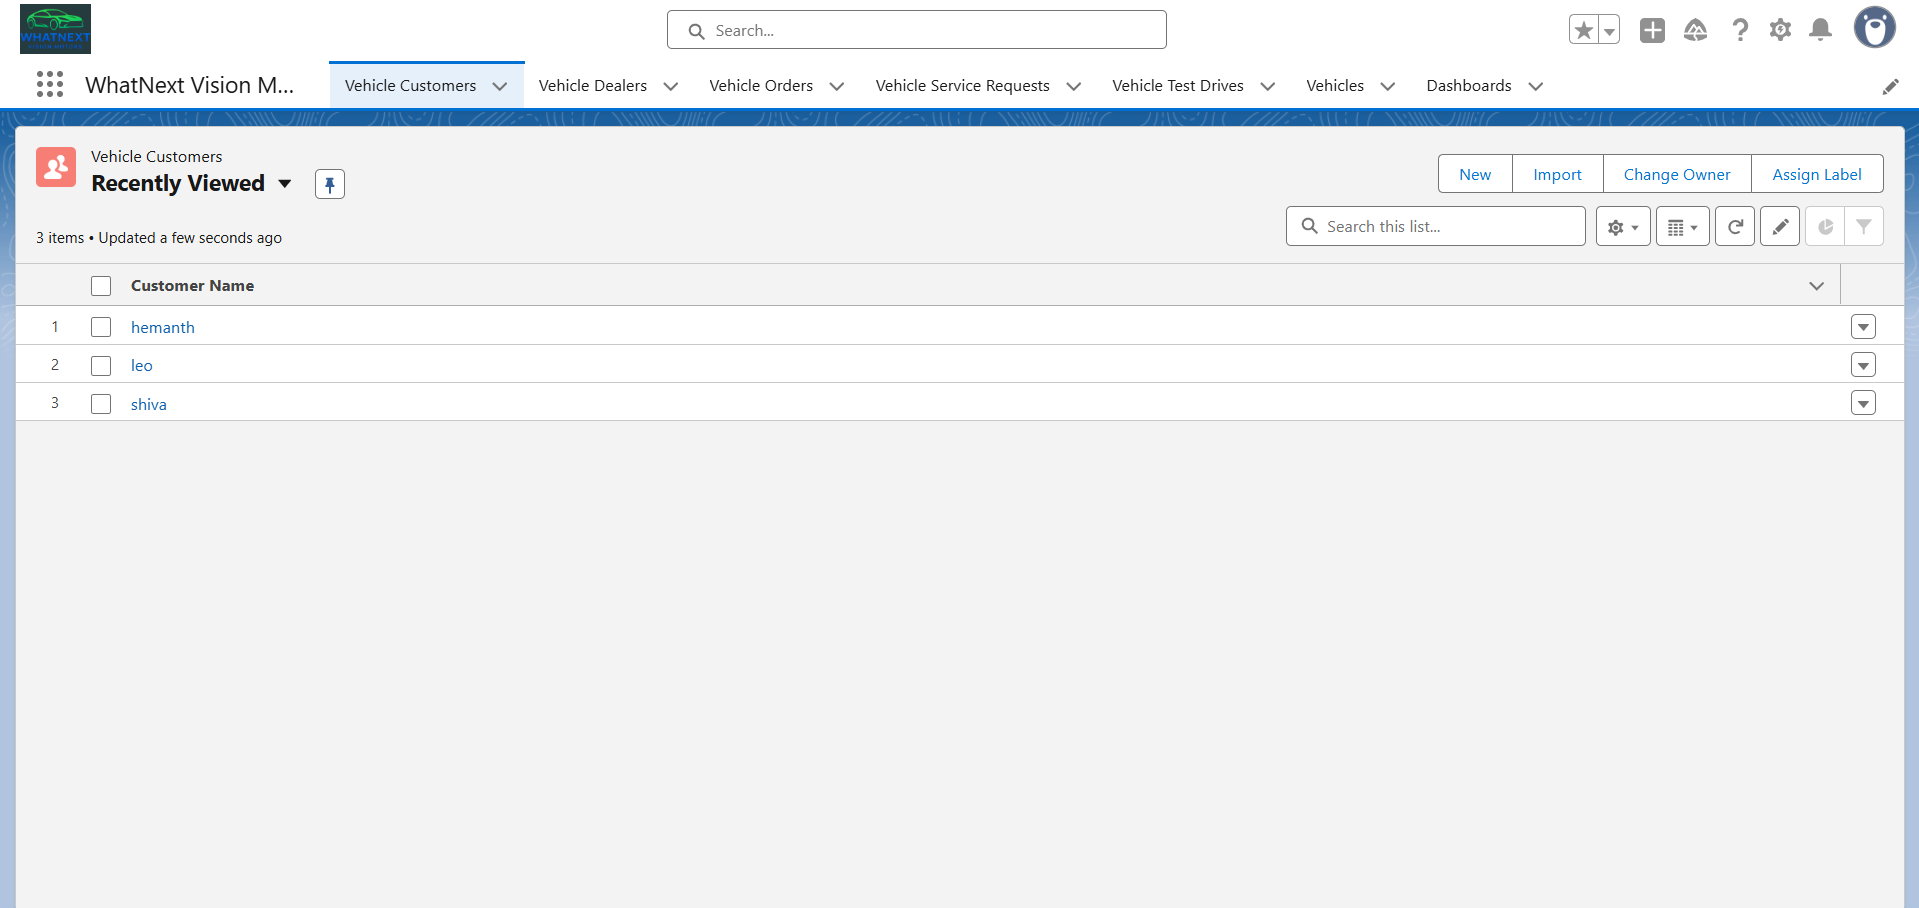 WHATNEXT
Search...
WhatNext Vision M...
Vehicle Customers
Vehicle Dealers
Vehicle Orders
Vehicle Service Requests
Vehicle Test Drives
Vehicles
Dashboards
Vehicle Customers
Recently Viewed
New
Import
Change Owner
Assign Label
3 items • Updated a few seconds ago
Search this list...
Customer Name
1 hemanth
2 leo
3 shiva